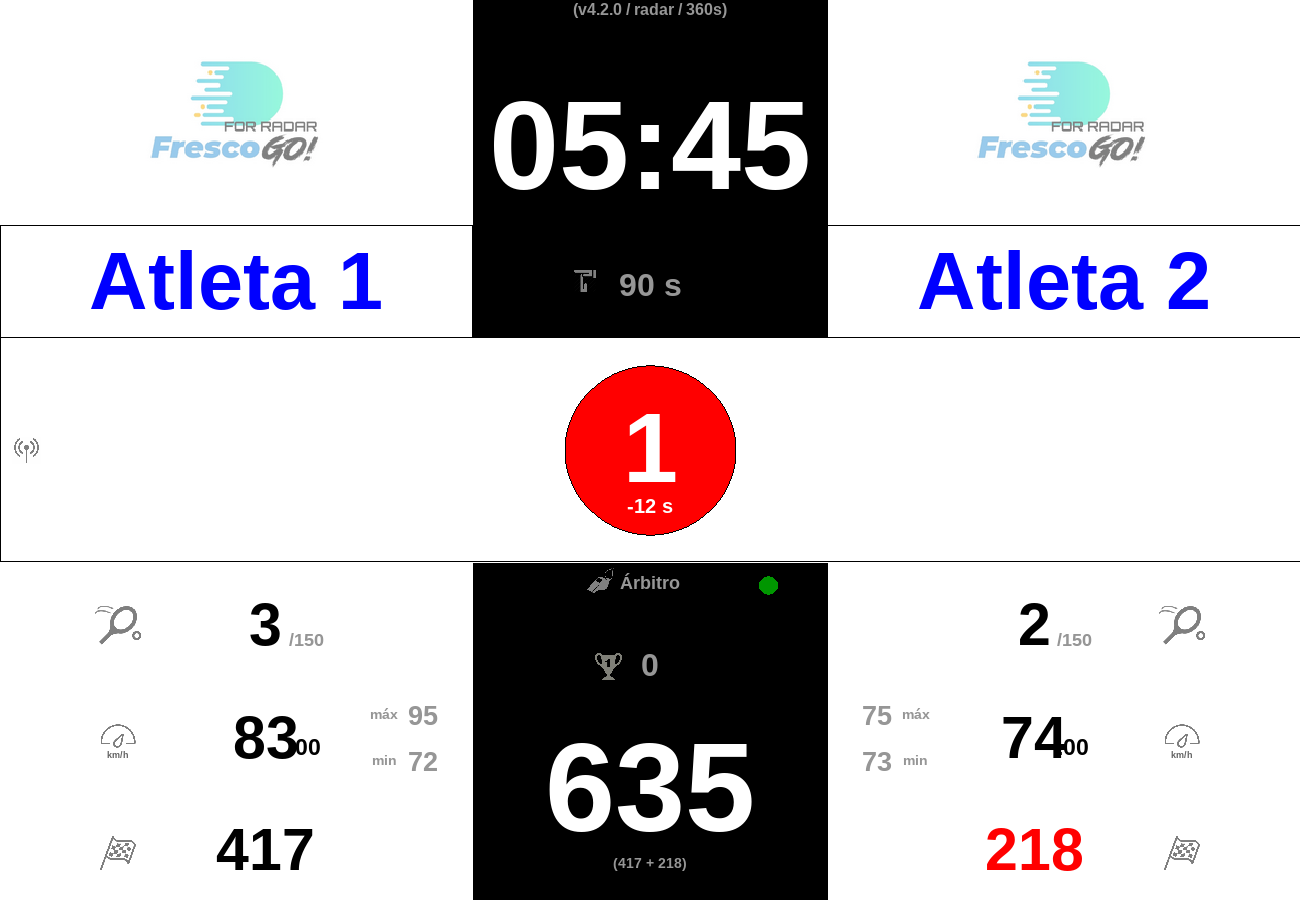 (v4.2.0 / radar / 360s)
FOR RADAR
FrescoGO!
05:45
FOR RADAR
FrescoGO!
Atleta 1
90 s
Atleta 2
1
-12 s
Árbitro
3 /150
2 /150
1 0
máx 95
75 máx
83 00
74 00
km/h
min 72
73 min
km/h
635
417
218
(417 + 218)